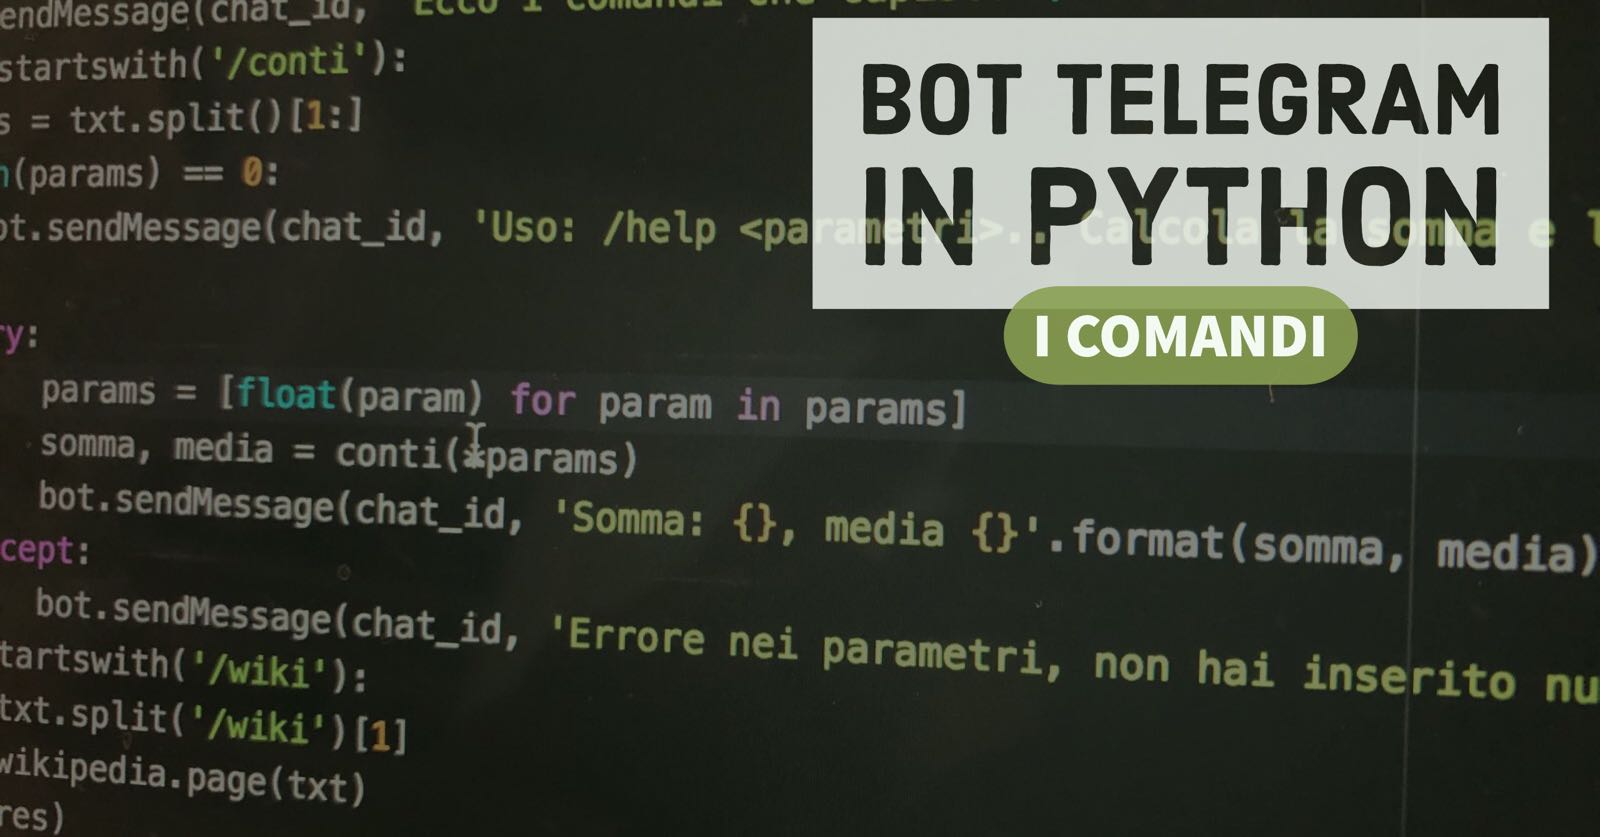 endMessage(chat_id, 'Ecco i comandi che
startswith('/conti'):
s = txt.split()[1:]
n(params) == 0:
ot.sendMessage(chat_id, 'Uso: /help <parametri>.. Calcola la somma e l
ry:
params = [float(param) for param in params]
somma, media = conti(*params)
bot.sendMessage(chat_id, 'Somma: {}, media {}'.format(somma, media)
cept:
bot.sendMessage(chat_id, 'Errore nei parametri, non hai inserito nu
tartswith('/wiki'):
txt.split('/wiki')[1]
wikipedia.page(txt)
res)
BOT TELEGRAM
IN PYTHON
I COMANDI